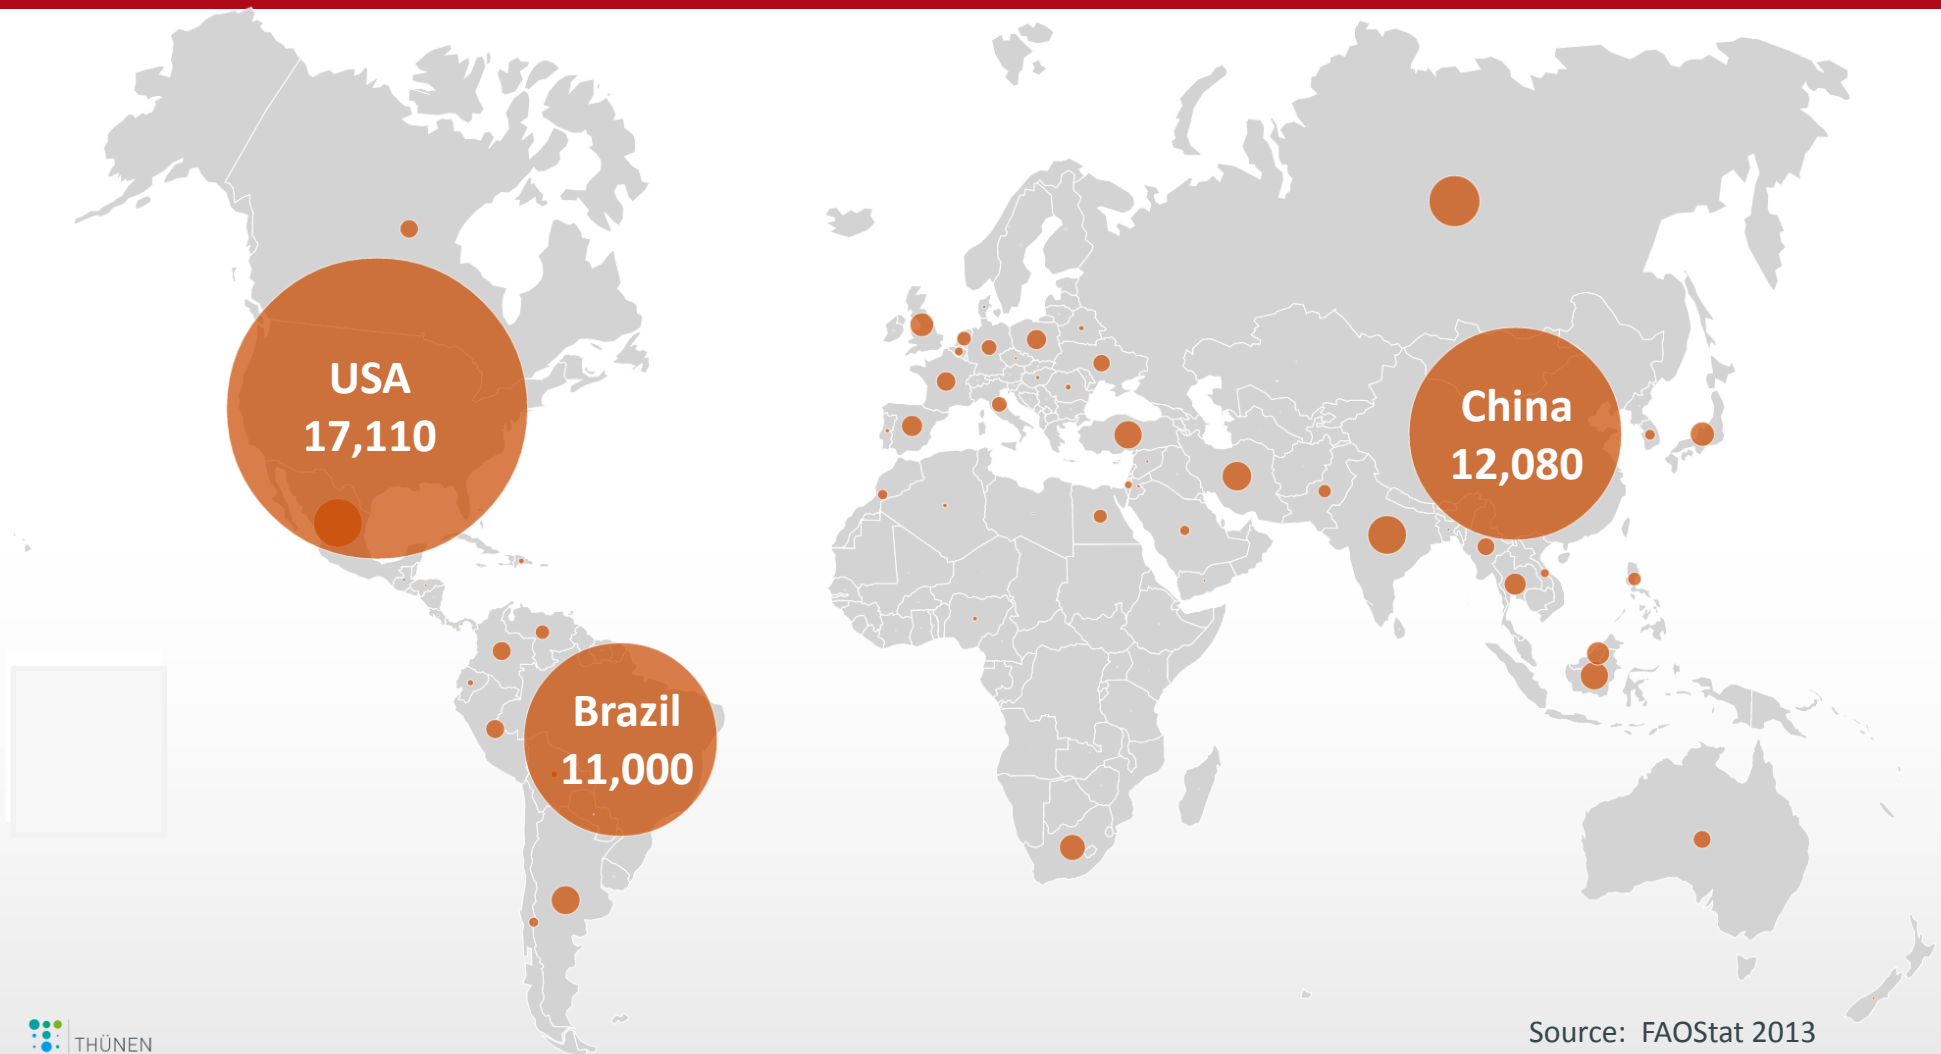 USA
17,110
China
12,080
Brazil
11,000
THÜNEN
Source: FAOStat 2013